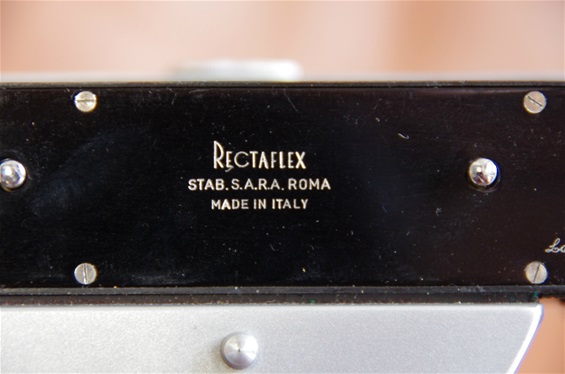 RECTAFLEX
STAB. S.A.R.A. ROMA
MADE IN ITALY